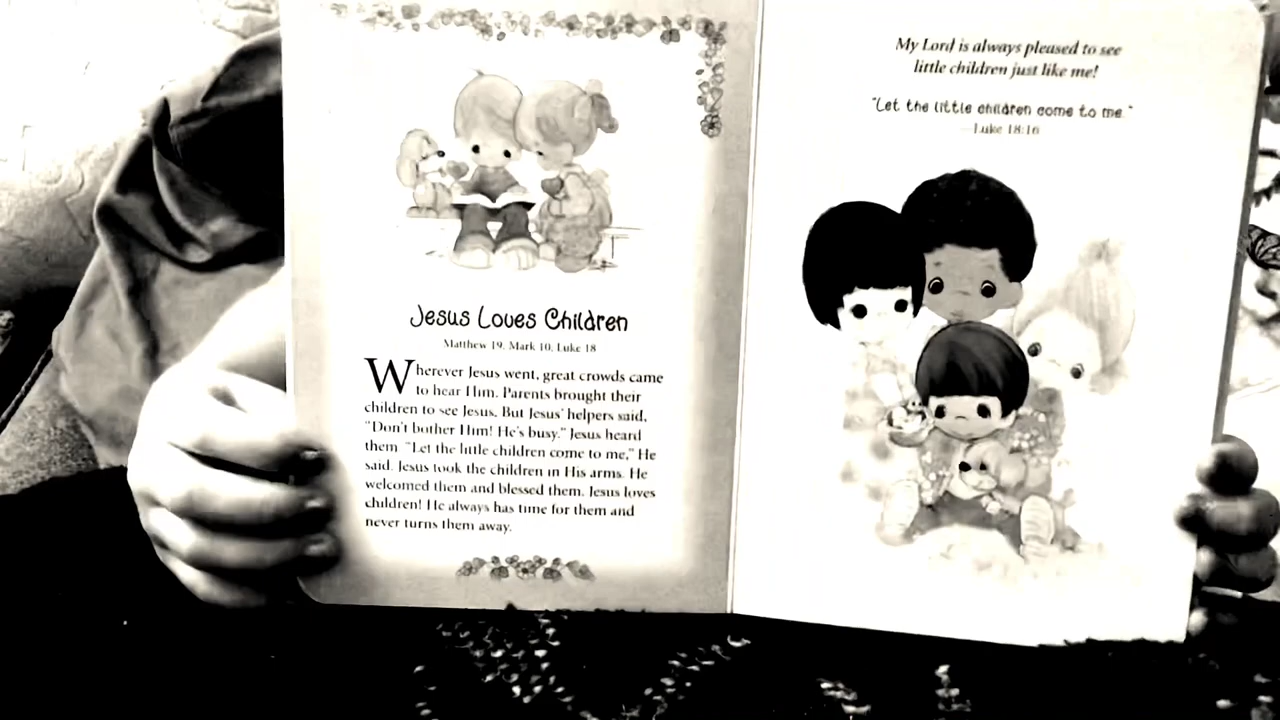 Jesus Loves Children
Matthew 19, Mark 10, Luke 18
Wherever Jesus went, great crowds came
to hear Him. Parents brought their
children to see Jesus. But Jesus' helpers said,
"Don't bother Him! He's busy." Jesus heard
them. "Let the little children come to me," He
said. Jesus took the children in His arms. He
welcomed them and blessed them. Jesus loves
children! He always has time for them and
never turns them away.
My Lord is always pleased to see
little children just like me!
"Let the little children come to me."
—Luke 18:16